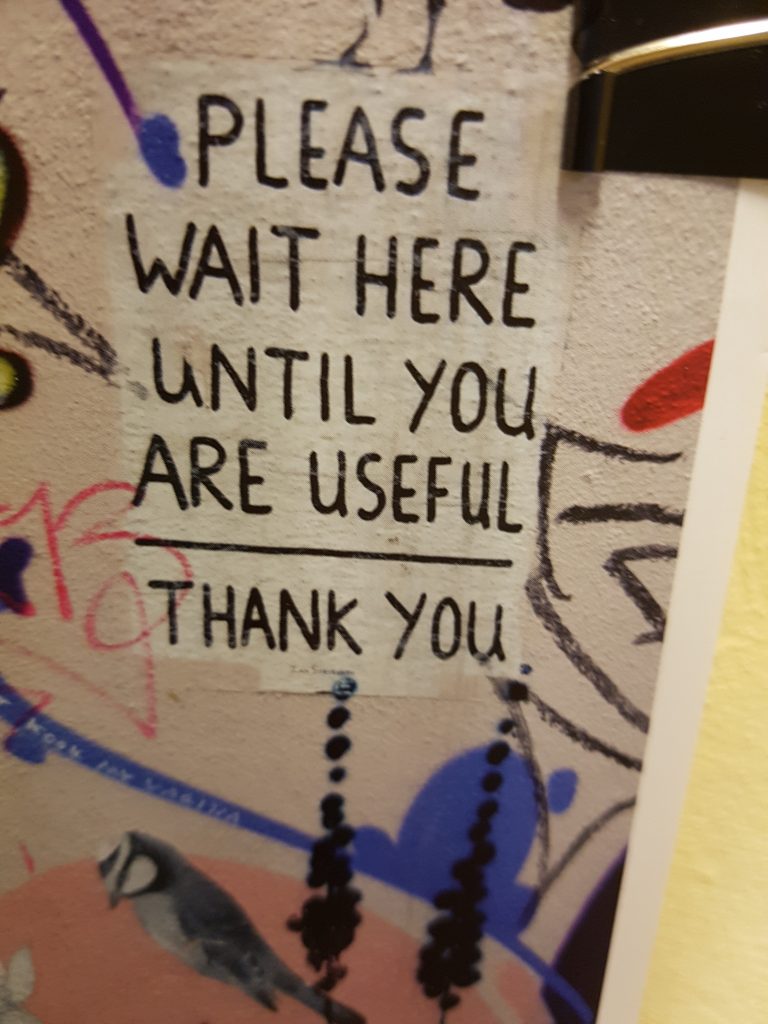 PLEASE
WAIT HERE
UNTIL YOU
ARE USEFUL
THANK YOU